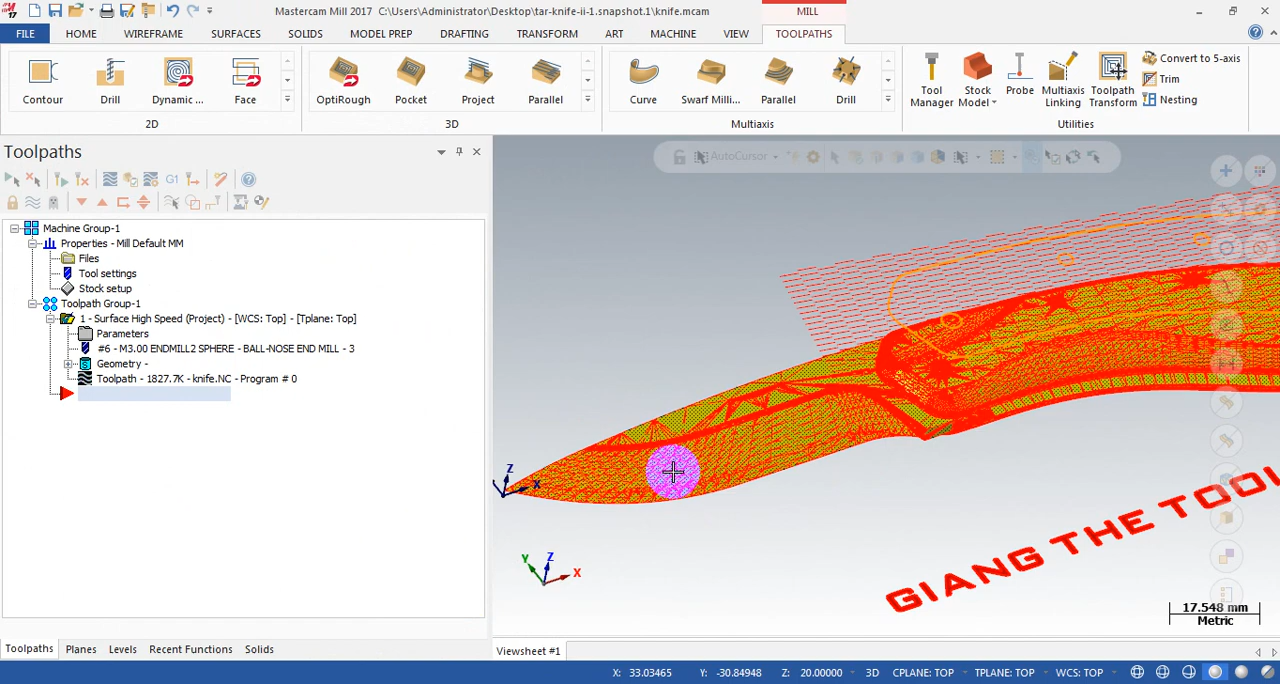 Mastercam Mill 2017 C:\Users\Administrator\Desktop\tar-knife-ii-1.snapshot.1\knife.mcam
MILL
FILE HOME WIREFRAME SURFACES SOLIDS MODEL PREP DRAFTING TRANSFORM ART MACHINE VIEW TOOLPATHS
Contour Drill Dynamic ... Face
2D
OptiRough Pocket Project Parallel
3D
Curve Swarf Milli... Parallel Drill
Multiaxis
Tool Manager
Stock Model
Probe
Multiaxis Linking
Toolpath Transform
Convert to 5-axis
Trim
Nesting
Utilities
Toolpaths
AutoCursor
G1
Machine Group-1
Properties - Mill Default MM
Files
Tool settings
Stock setup
Toolpath Group-1
1 - Surface High Speed (Project) - [WCS: Top] - [Tplane: Top]
Parameters
#6 - M3.00 ENDMILL2 SPHERE - BALL-NOSE END MILL - 3
Geometry -
Toolpath - 1827.7K - knife.NC - Program # 0
Z
X
Y
Z
X
GIANG THE TOOL
17.548 mm
Metric
Toolpaths Planes Levels Recent Functions Solids
Viewsheet #1
X: 33.03465 Y: -30.84948 Z: 20.00000 3D CPLANE: TOP TPLANE: TOP WCS: TOP